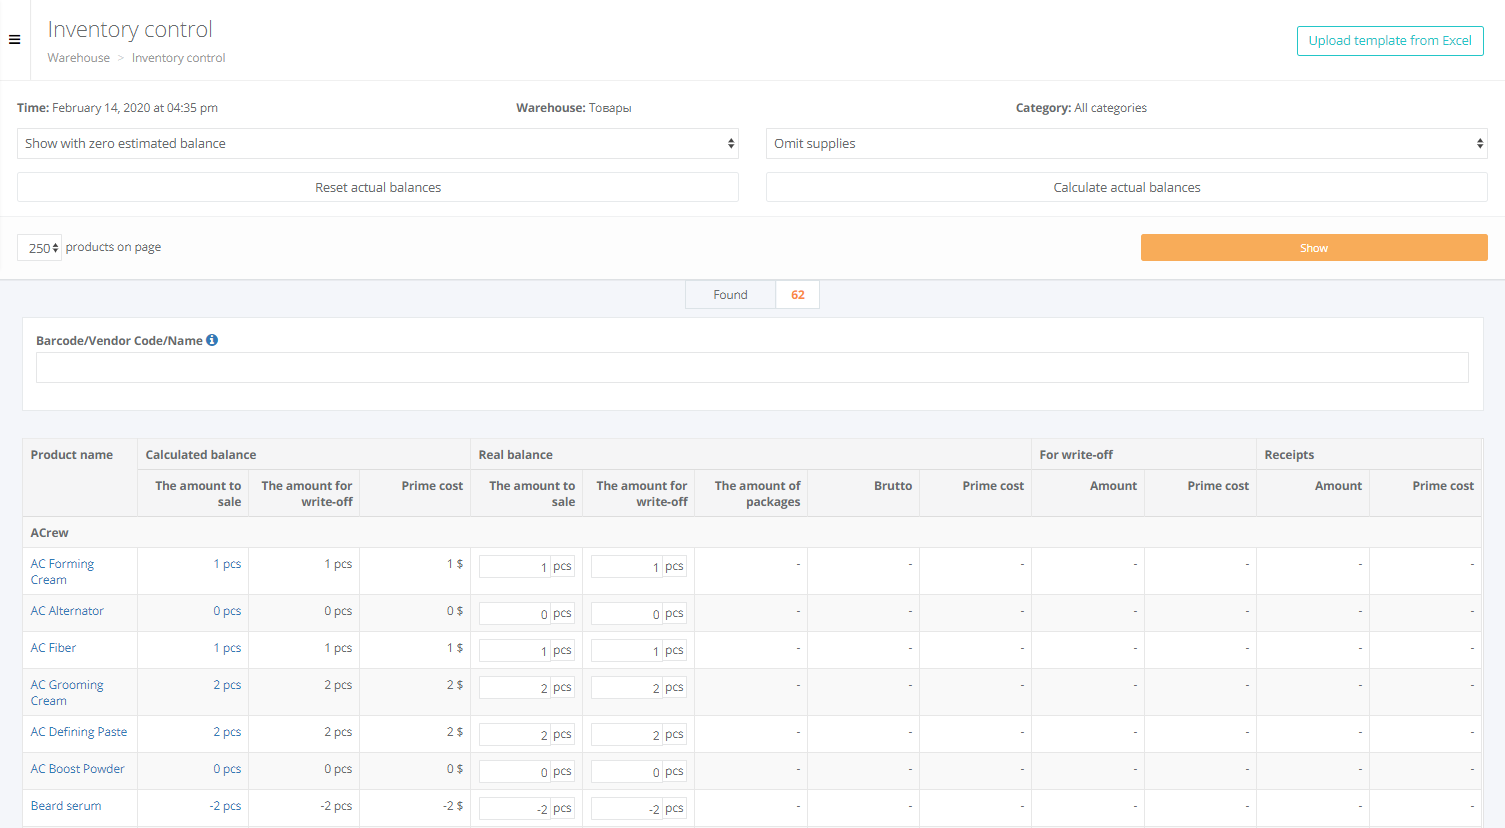 Inventory control
Upload template from Excel
Warehouse > Inventory control
Time: February 14, 2020 at 04:35 pm Warehouse: Товары Category: All categories
Show with zero estimated balance Omit supplies
Reset actual balances Calculate actual balances
250 products on page Show
Found 62
Barcode/Vendor Code/Name
Product name Calculated balance Real balance For write-off Receipts
The amount to sale The amount for write-off Prime cost The amount to sale The amount for write-off The amount of packages Brutto Prime cost Amount Prime cost Amount Prime cost
ACrew
AC Forming Cream 1 pcs 1 pcs 1 $ 1 pcs 1 pcs - - - - - - -
AC Alternator 0 pcs 0 pcs 0 $ 0 pcs 0 pcs - - - - - - -
AC Fiber 1 pcs 1 pcs 1 $ 1 pcs 1 pcs - - - - - - -
AC Grooming Cream 2 pcs 2 pcs 2 $ 2 pcs 2 pcs - - - - - - -
AC Defining Paste 2 pcs 2 pcs 2 $ 2 pcs 2 pcs - - - - - - -
AC Boost Powder 0 pcs 0 pcs 0 $ 0 pcs 0 pcs - - - - - - -
Beard serum -2 pcs -2 pcs -2 $ -2 pcs -2 pcs - - - - - - -